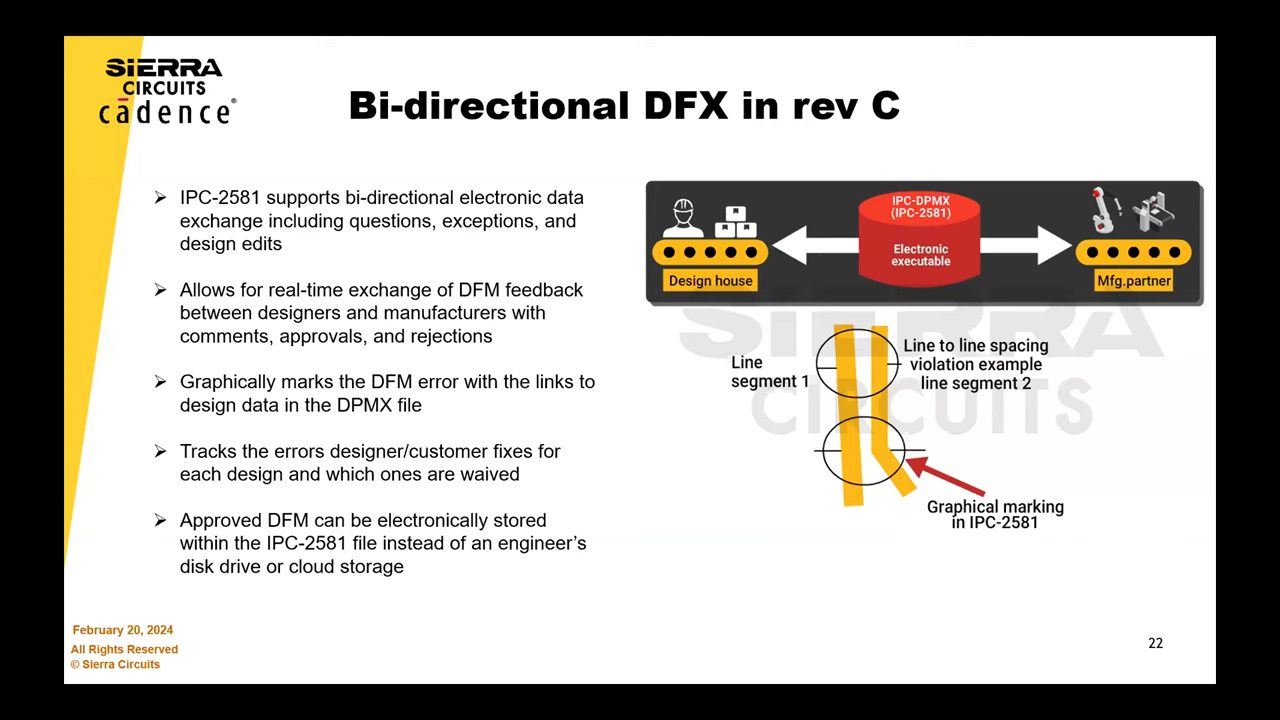 SIERRA
CIRCUITS
cādence®
Bi-directional DFX in rev C
➢ IPC-2581 supports bi-directional electronic data
exchange including questions, exceptions, and
design edits
➢ Allows for real-time exchange of DFM feedback
between designers and manufacturers with
comments, approvals, and rejections
➢ Graphically marks the DFM error with the links to
design data in the DPMX file
➢ Tracks the errors designer/customer fixes for
each design and which ones are waived
➢ Approved DFM can be electronically stored
within the IPC-2581 file instead of an engineer’s
disk drive or cloud storage
IPC-DPMX
(IPC-2581)
Electronic
executable
Design house
Mfg.partner
SIERRA
CIRCUITS
Line
segment 1
Line to line spacing
violation example
line segment 2
Graphical marking
in IPC-2581
February 20, 2024
All Rights Reserved
© Sierra Circuits
22